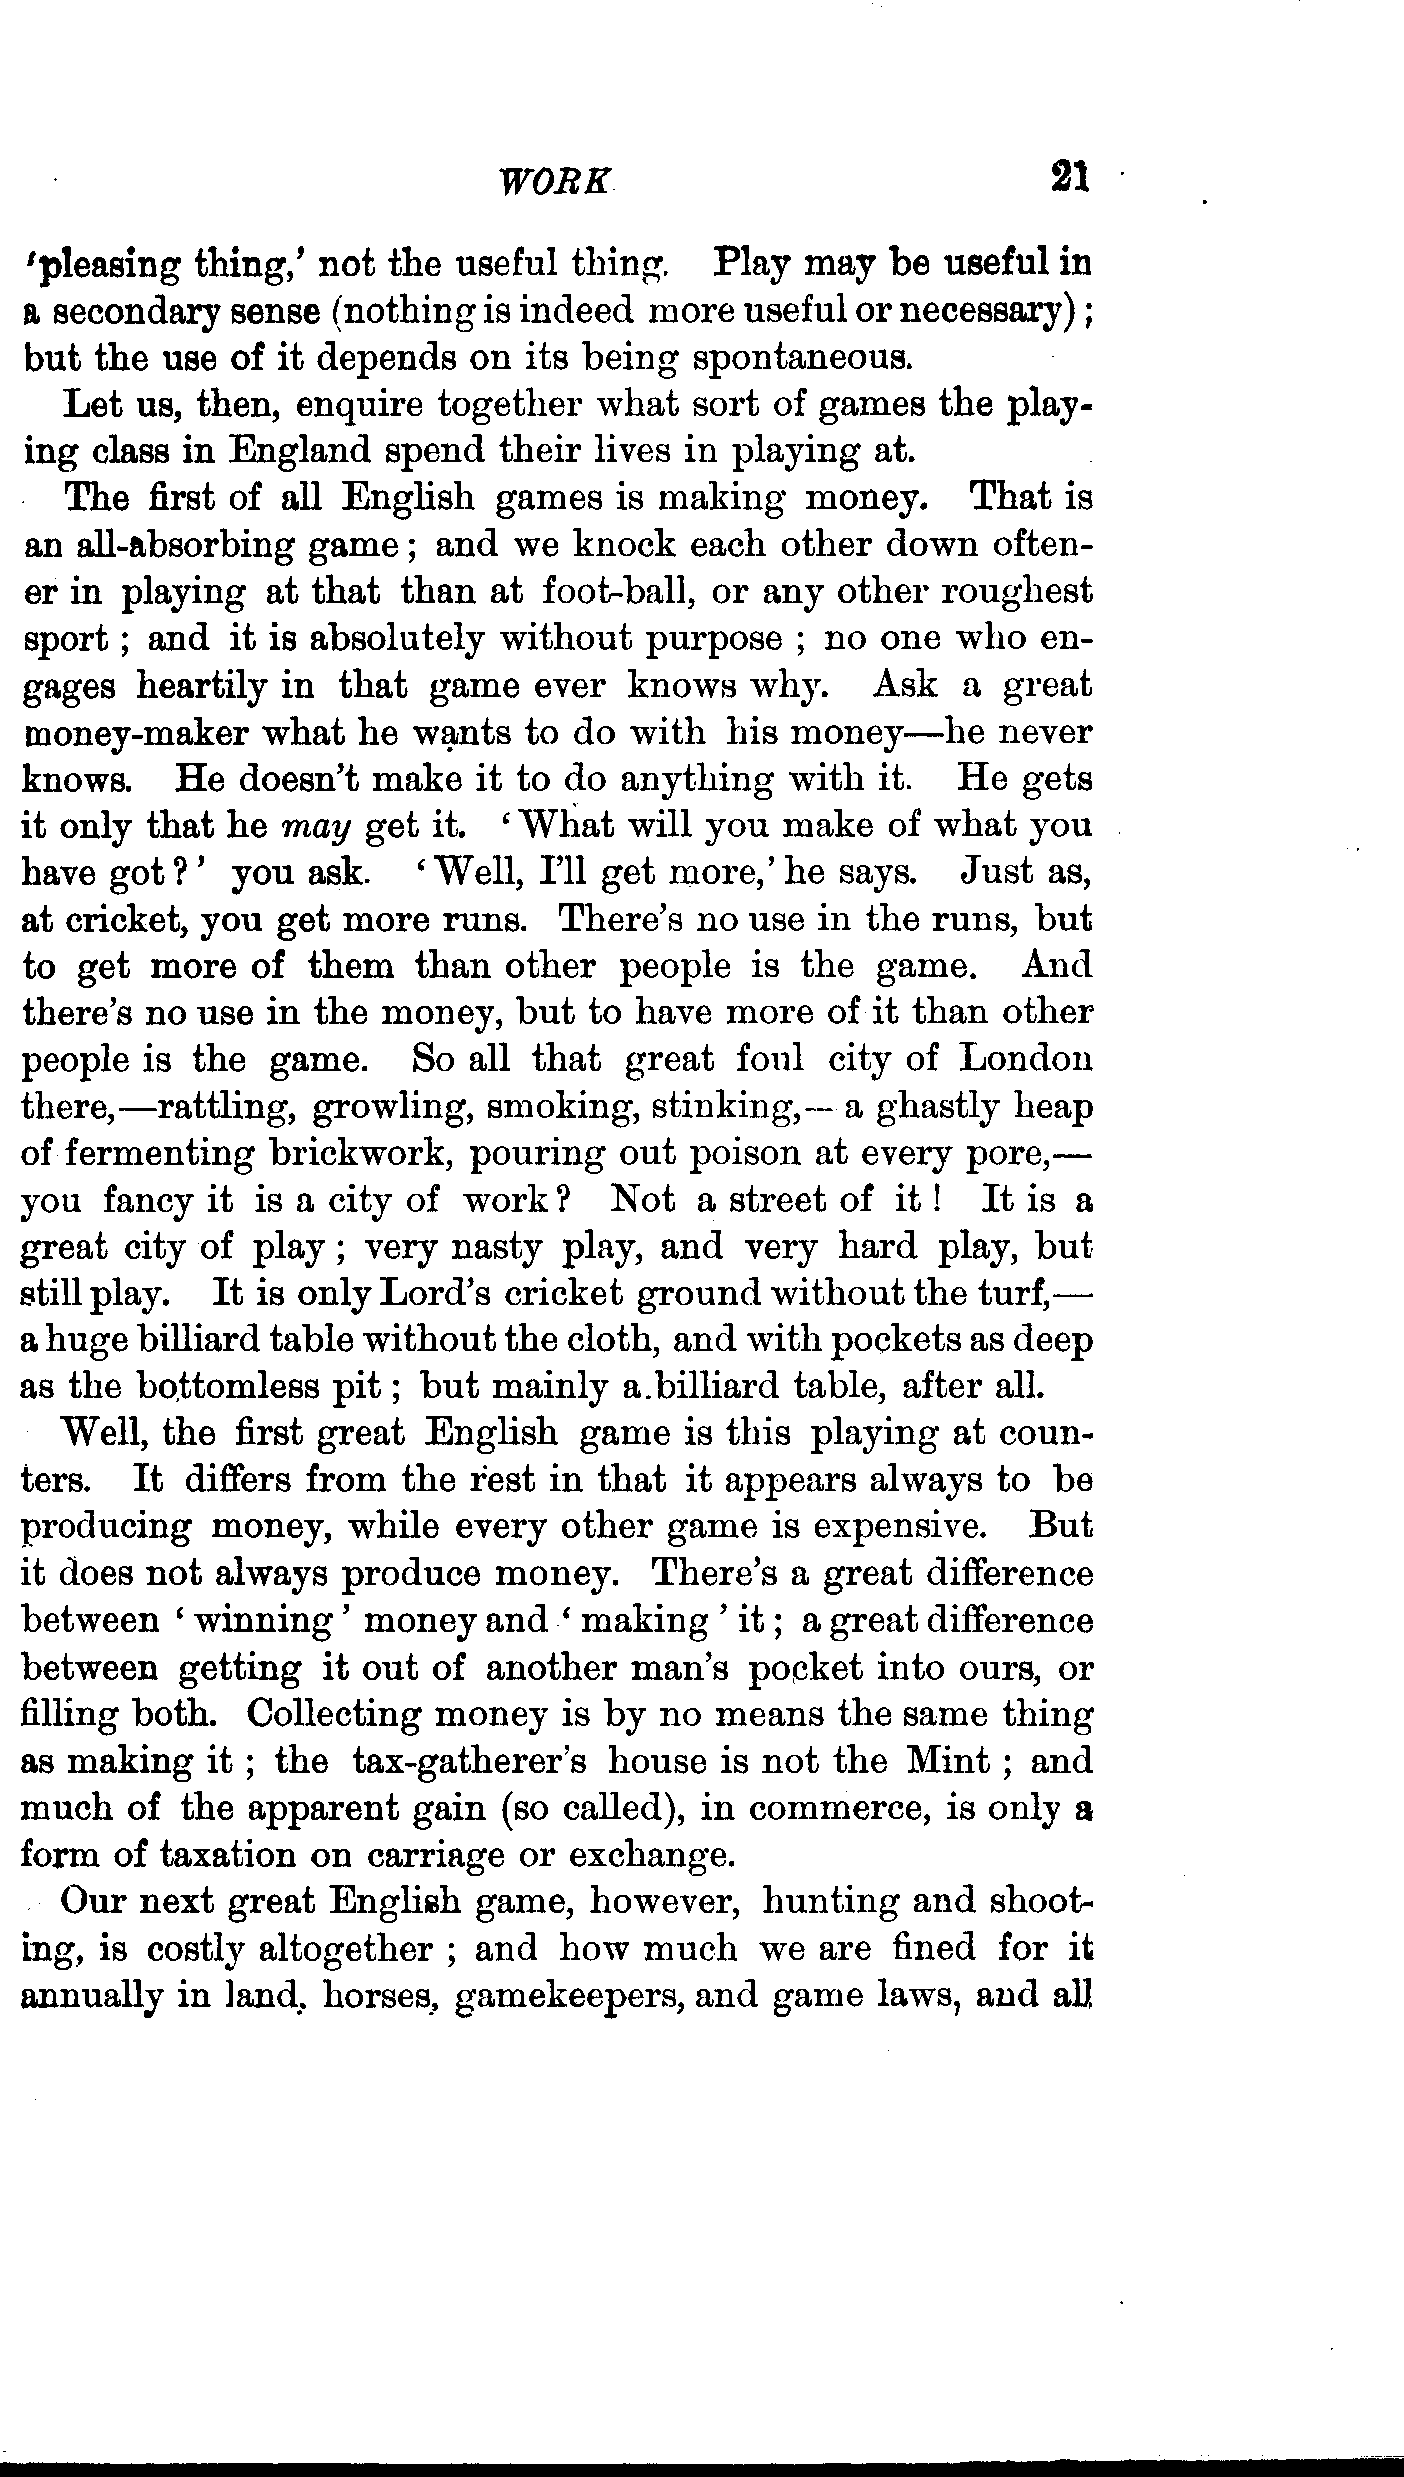 WORK 21
'pleasing thing,' not the useful thing. Play may be useful in
a secondary sense (nothing is indeed more useful or necessary);
but the use of it depends on its being spontaneous.
Let us, then, enquire together what sort of games the play-
ing class in England spend their lives in playing at.
The first of all English games is making money. That is
an all-absorbing game; and we knock each other down often-
er in playing at that than at foot-ball, or any other roughest
sport; and it is absolutely without purpose; no one who en-
gages heartily in that game ever knows why. Ask a great
money-maker what he wants to do with his money—he never
knows. He doesn't make it to do anything with it. He gets
it only that he may get it. 'What will you make of what you
have got?' you ask. 'Well, I'll get more,' he says. Just as,
at cricket, you get more runs. There's no use in the runs, but
to get more of them than other people is the game. And
there's no use in the money, but to have more of it than other
people is the game. So all that great foul city of London
there,—rattling, growling, smoking, stinking,—a ghastly heap
of fermenting brickwork, pouring out poison at every pore,—
you fancy it is a city of work? Not a street of it! It is a
great city of play; very nasty play, and very hard play, but
still play. It is only Lord's cricket ground without the turf,—
a huge billiard table without the cloth, and with pockets as deep
as the bottomless pit; but mainly a billiard table, after all.
Well, the first great English game is this playing at coun-
ters. It differs from the rest in that it appears always to be
producing money, while every other game is expensive. But
it does not always produce money. There's a great difference
between 'winning' money and 'making' it; a great difference
between getting it out of another man's pocket into ours, or
filling both. Collecting money is by no means the same thing
as making it; the tax-gatherer's house is not the Mint; and
much of the apparent gain (so called), in commerce, is only a
form of taxation on carriage or exchange.
Our next great English game, however, hunting and shoot-
ing, is costly altogether; and how much we are fined for it
annually in land, horses, gamekeepers, and game laws, and all